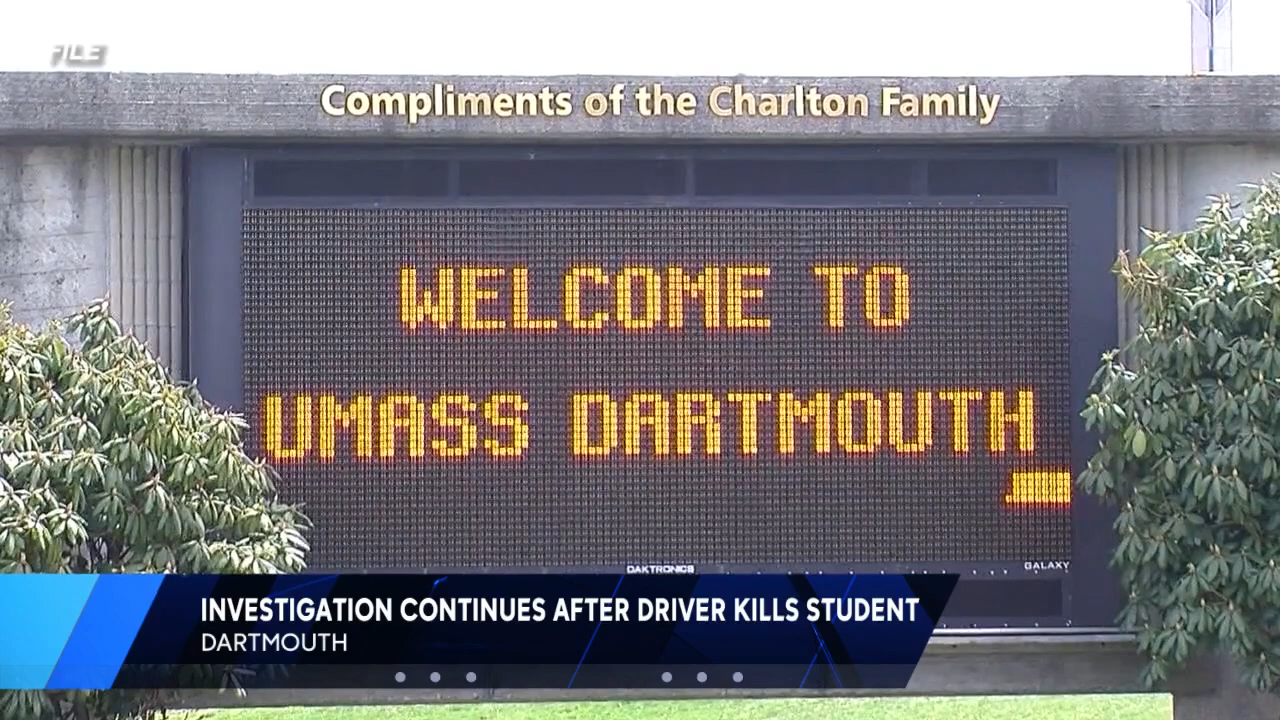 FILE
Compliments of the Charlton Family
WELCOME TO
UMASS DARTMOUTH
DAKTRONICS
GALAXY
INVESTIGATION CONTINUES AFTER DRIVER KILLS STUDENT
DARTMOUTH